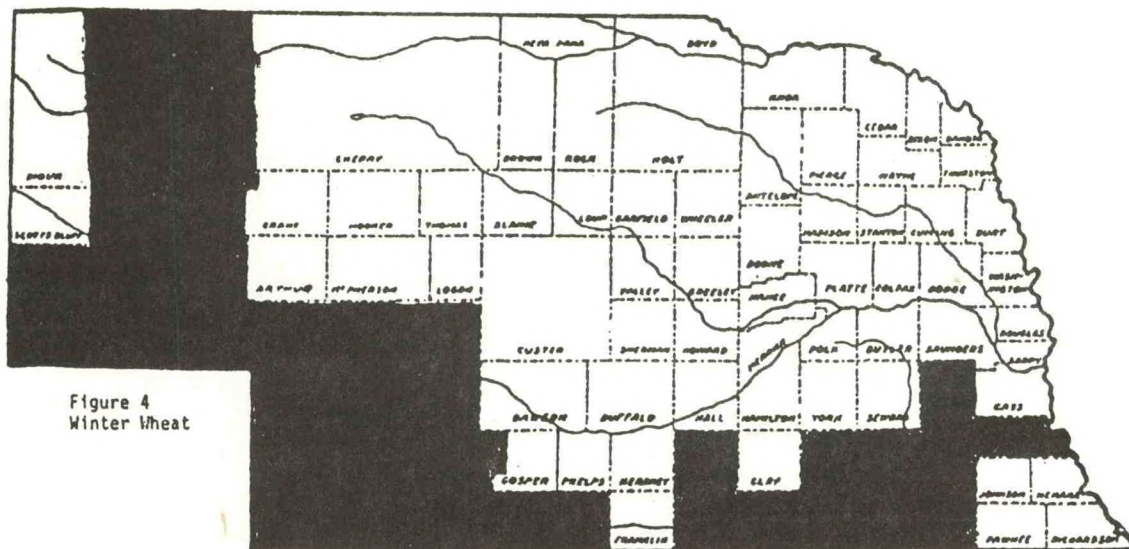 KEYA PAHA
BOYD
KNOX
CEDAR
DIXON
DAKOTA
CHERRY
BROWN
ROCK
HOLT
PIERCE
WAYNE
THURSTON
SIOUX
ANTELOPE
GRANT
HOOKER
THOMAS
BLAINE
LOUP
GARFIELD
WHEELER
MADISON
STANTON
CUMING
BURT
SCOTTS BLUFF
BOONE
WASH-
INGTON
ARTHUR
McPHERSON
LOGAN
VALLEY
GREELEY
NANCE
PLATTE
COLFAX
DODGE
DOUGLAS
CUSTER
SHERMAN
HOWARD
MERRICK
POLK
BUTLER
SAUNDERS
SARPY
Figure 4
Winter Wheat
DAWSON
BUFFALO
HALL
HAMILTON
YORK
SEWARD
CASS
GOSPER
PHELPS
KEARNEY
CLAY
JOHNSON
NEMAHA
FRANKLIN
PAWNEE
RICHARDSON